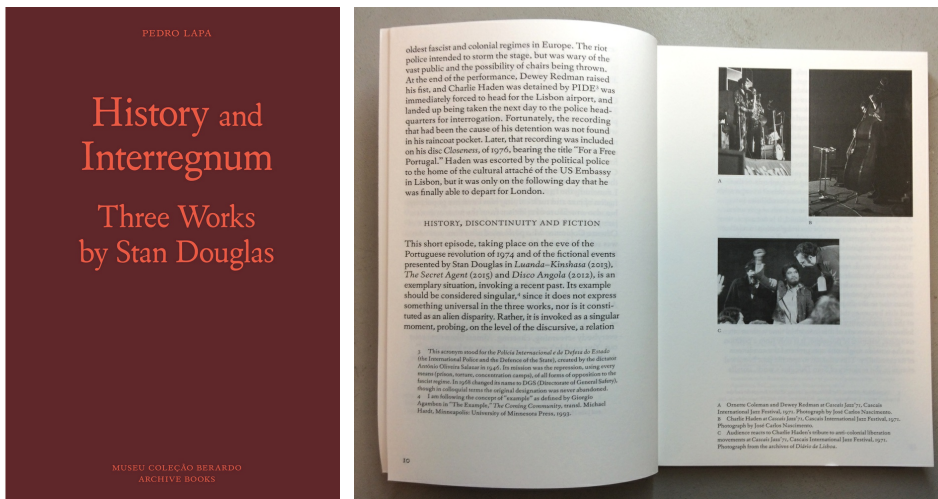 PEDRO LAPA
History and
Interregnum
Three Works
by Stan Douglas
MUSEU COLEÇÃO BERARDO
ARCHIVE BOOKS
oldest fascist and colonial regimes in Europe. The riot
police intended to storm the stage, but was wary of the
vast public and the possibility of chairs being thrown.
At the end of the performance, Dewey Redman raised
his fist, and Charlie Haden was detained by PIDE³ was
immediately forced to head for the Lisbon airport, and
landed up being taken the next day to the police head-
quarters for interrogation. Fortunately, the recording
that had been the cause of his detention was not found
in his raincoat pocket. Later, that recording was included
on his disc Closeness, of 1976, bearing the title "For a Free
Portugal." Haden was escorted by the political police
to the home of the cultural attaché of the US Embassy
in Lisbon, but it was only on the following day that he
was finally able to depart for London.
HISTORY, DISCONTINUITY AND FICTION
This short episode, taking place on the eve of the
Portuguese revolution of 1974 and of the fictional events
presented by Stan Douglas in Luanda–Kinshasa (2013),
The Secret Agent (2015) and Disco Angola (2012), is an
exemplary situation, invoking a recent past. Its example
should be considered singular,⁴ since it does not express
something universal in the three works, nor is it consti-
tuted as an alien disparity. Rather, it is invoked as a singular
moment, probing, on the level of the discursive, a relation
3 This acronym stood for the Polícia Internacional e de Defesa do Estado
(the International Police and the Defence of the State), created by the dictator
António Oliveira Salazar in 1946. Its mission was the repression, using every
means (prison, torture, concentration camps), of all forms of opposition to the
fascist regime. In 1968 changed its name to DGS (Directorate of General Safety),
though in colloquial terms the original designation was never abandoned.
4 I am following the concept of "example" as defined by Giorgio
Agamben in "The Example," The Coming Community, transl. Michael
Hardt, Minneapolis: University of Minnesota Press, 1993.
10
A
B
C
A Ornette Coleman and Dewey Redman at Cascais Jazz'71, Cascais
International Jazz Festival, 1971. Photograph by José Carlos Nascimento.
B Charlie Haden at Cascais Jazz'71, Cascais International Jazz Festival, 1971.
Photograph by José Carlos Nascimento.
C Audience reacts to Charlie Haden's tribute to anti-colonial liberation
movements at Cascais Jazz'71, Cascais International Jazz Festival, 1971.
Photograph from the archives of Diário de Lisboa.